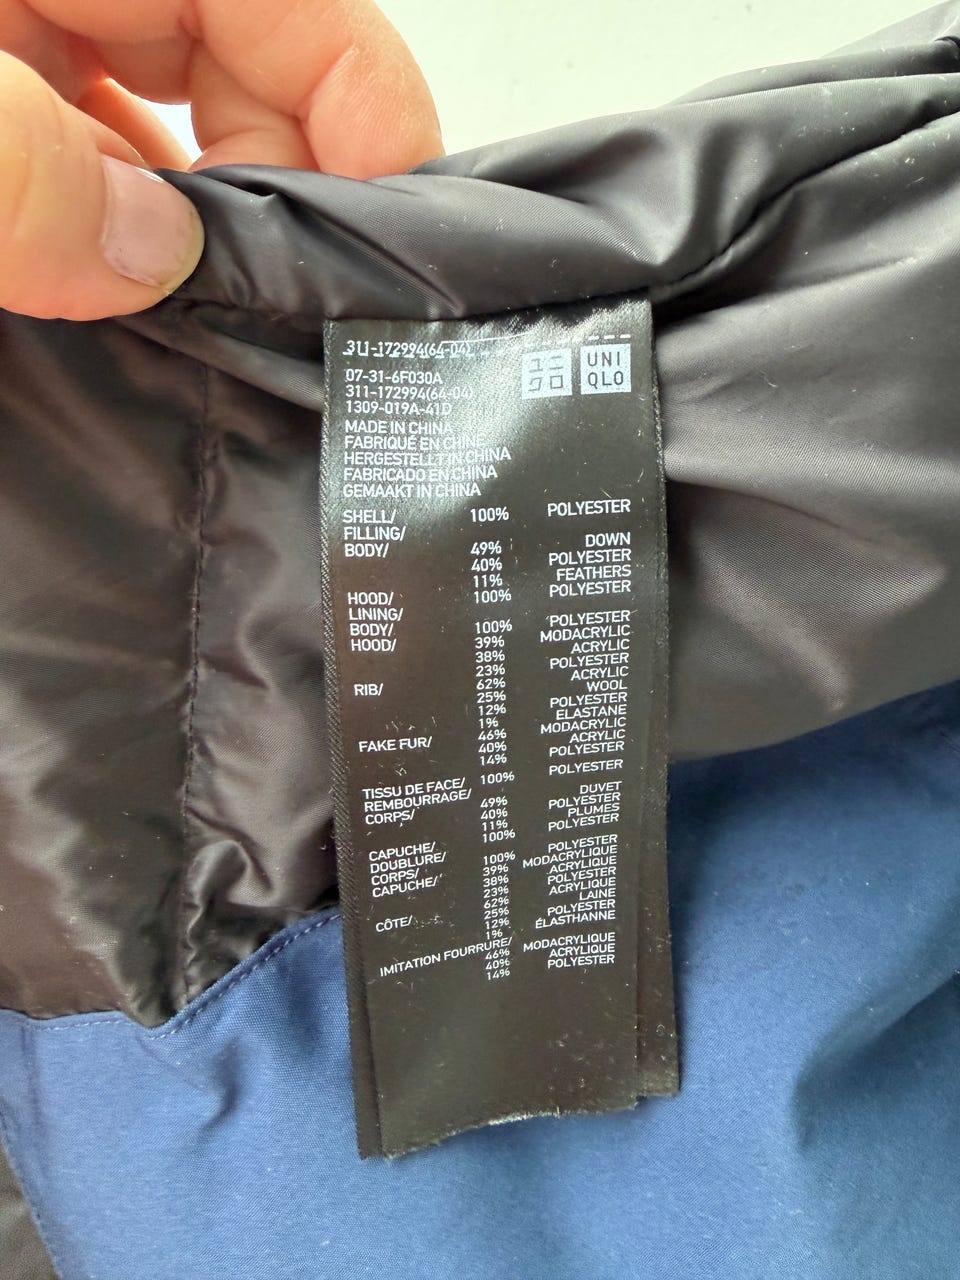 311-172994(64-04)
ユニ
クロ
UNI
QLO
07-31-6F030A
311-172994(64-04)
1309-019A-41D
MADE IN CHINA
FABRIQUÉ EN CHINE
HERGESTELLT IN CHINA
FABRICADO EN CHINA
GEMAAKT IN CHINA
SHELL/ 100% POLYESTER
FILLING/
BODY/ 49% DOWN
40% POLYESTER
11% FEATHERS
HOOD/ 100% POLYESTER
LINING/
BODY/ 100% POLYESTER
HOOD/ 39% MODACRYLIC
38% ACRYLIC
23% POLYESTER
RIB/ 62% ACRYLIC
25% WOOL
12% POLYESTER
1% ELASTANE
FAKE FUR/ 46% MODACRYLIC
40% ACRYLIC
14% POLYESTER
TISSU DE FACE/ 100% POLYESTER
REMBOURRAGE/
CORPS/ 49% DUVET
40% POLYESTER
11% PLUMES
CAPUCHE/ 100% POLYESTER
DOUBLURE/
CORPS/ 100% POLYESTER
CAPUCHE/ 39% MODACRYLIQUE
38% ACRYLIQUE
23% POLYESTER
CÔTE/ 62% ACRYLIQUE
25% LAINE
12% POLYESTER
1% ÉLASTHANNE
IMITATION FOURRURE/ 46% MODACRYLIQUE
40% ACRYLIQUE
14% POLYESTER